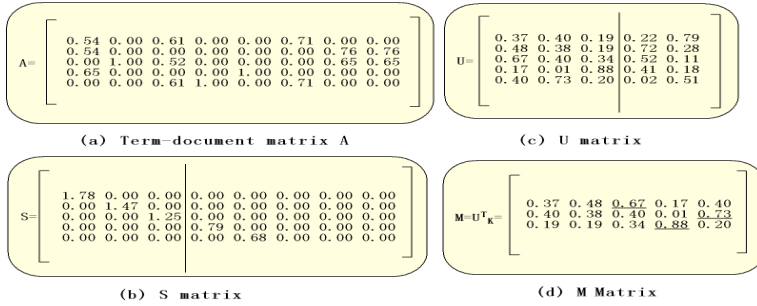 A=
0.54 0.00 0.61 0.00 0.00 0.71 0.00 0.00
0.54 0.00 0.00 0.00 0.00 0.00 0.76 0.76
0.00 1.00 0.52 0.00 0.00 0.00 0.65 0.65
0.65 0.00 0.00 0.00 1.00 0.00 0.00 0.00
0.00 0.00 0.61 1.00 0.00 0.71 0.00 0.00
(a) Term-document matrix A
U=
0.37 0.40 0.19 0.22 0.79
0.48 0.38 0.19 0.72 0.28
0.67 0.40 0.34 0.52 0.11
0.17 0.01 0.88 0.41 0.18
0.40 0.73 0.20 0.02 0.51
(c) U matrix
S=
1.78 0.00 0.00 0.00 0.00 0.00 0.00 0.00
0.00 1.47 0.00 0.00 0.00 0.00 0.00 0.00
0.00 0.00 1.25 0.00 0.00 0.00 0.00 0.00
0.00 0.00 0.00 0.79 0.00 0.00 0.00 0.00
0.00 0.00 0.00 0.00 0.68 0.00 0.00 0.00
(b) S matrix
M=U^T_K=
0.37 0.48 0.67 0.17 0.40
0.40 0.38 0.40 0.01 0.73
0.19 0.19 0.34 0.88 0.20
(d) M Matrix